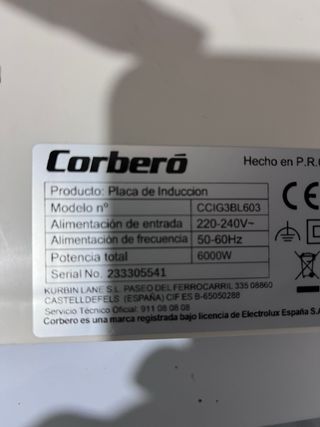 Corberó
Hecho en P.R.
Producto: Placa de Induccion
Modelo nº CCIG3BL603
Alimentación de entrada 220-240V~
Alimentación de frecuencia 50-60Hz
Potencia total 6000W
Serial No. 233305541
KURBIN LANE S.L. PASEO DEL FERROCARRIL 335 08860
CASTELLDEFELS (ESPAÑA) CIF ES B-65050288
Servicio Técnico Oficial: 911 08 08 08
Corbero es una marca registrada bajo licencia de Electrolux España S.A
CE